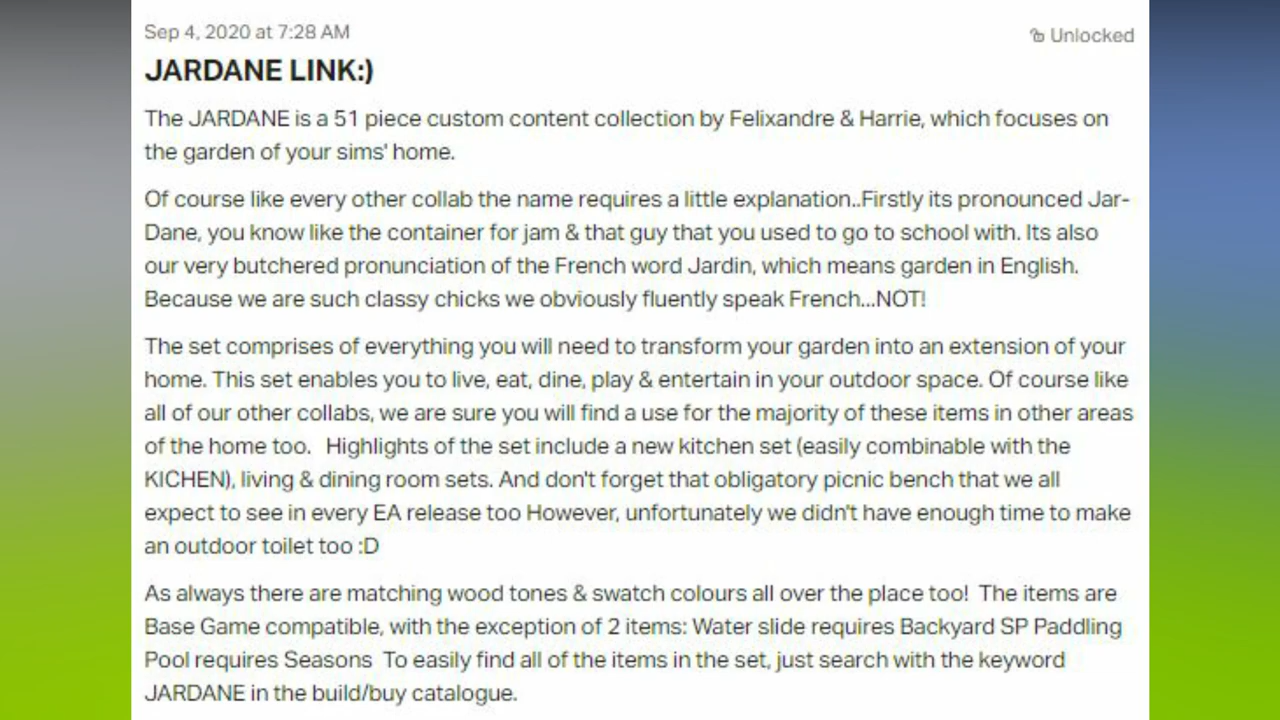 Sep 4, 2020 at 7:28 AM
Unlocked
JARDANE LINK:)
The JARDANE is a 51 piece custom content collection by Felixandre & Harrie, which focuses on
the garden of your sims' home.
Of course like every other collab the name requires a little explanation..Firstly its pronounced Jar-
Dane, you know like the container for jam & that guy that you used to go to school with. Its also
our very butchered pronunciation of the French word Jardin, which means garden in English.
Because we are such classy chicks we obviously fluently speak French...NOT!
The set comprises of everything you will need to transform your garden into an extension of your
home. This set enables you to live, eat, dine, play & entertain in your outdoor space. Of course like
all of our other collabs, we are sure you will find a use for the majority of these items in other areas
of the home too.   Highlights of the set include a new kitchen set (easily combinable with the
KICHEN), living & dining room sets. And don't forget that obligatory picnic bench that we all
expect to see in every EA release too However, unfortunately we didn't have enough time to make
an outdoor toilet too :D
As always there are matching wood tones & swatch colours all over the place too!  The items are
Base Game compatible, with the exception of 2 items: Water slide requires Backyard SP Paddling
Pool requires Seasons  To easily find all of the items in the set, just search with the keyword
JARDANE in the build/buy catalogue.